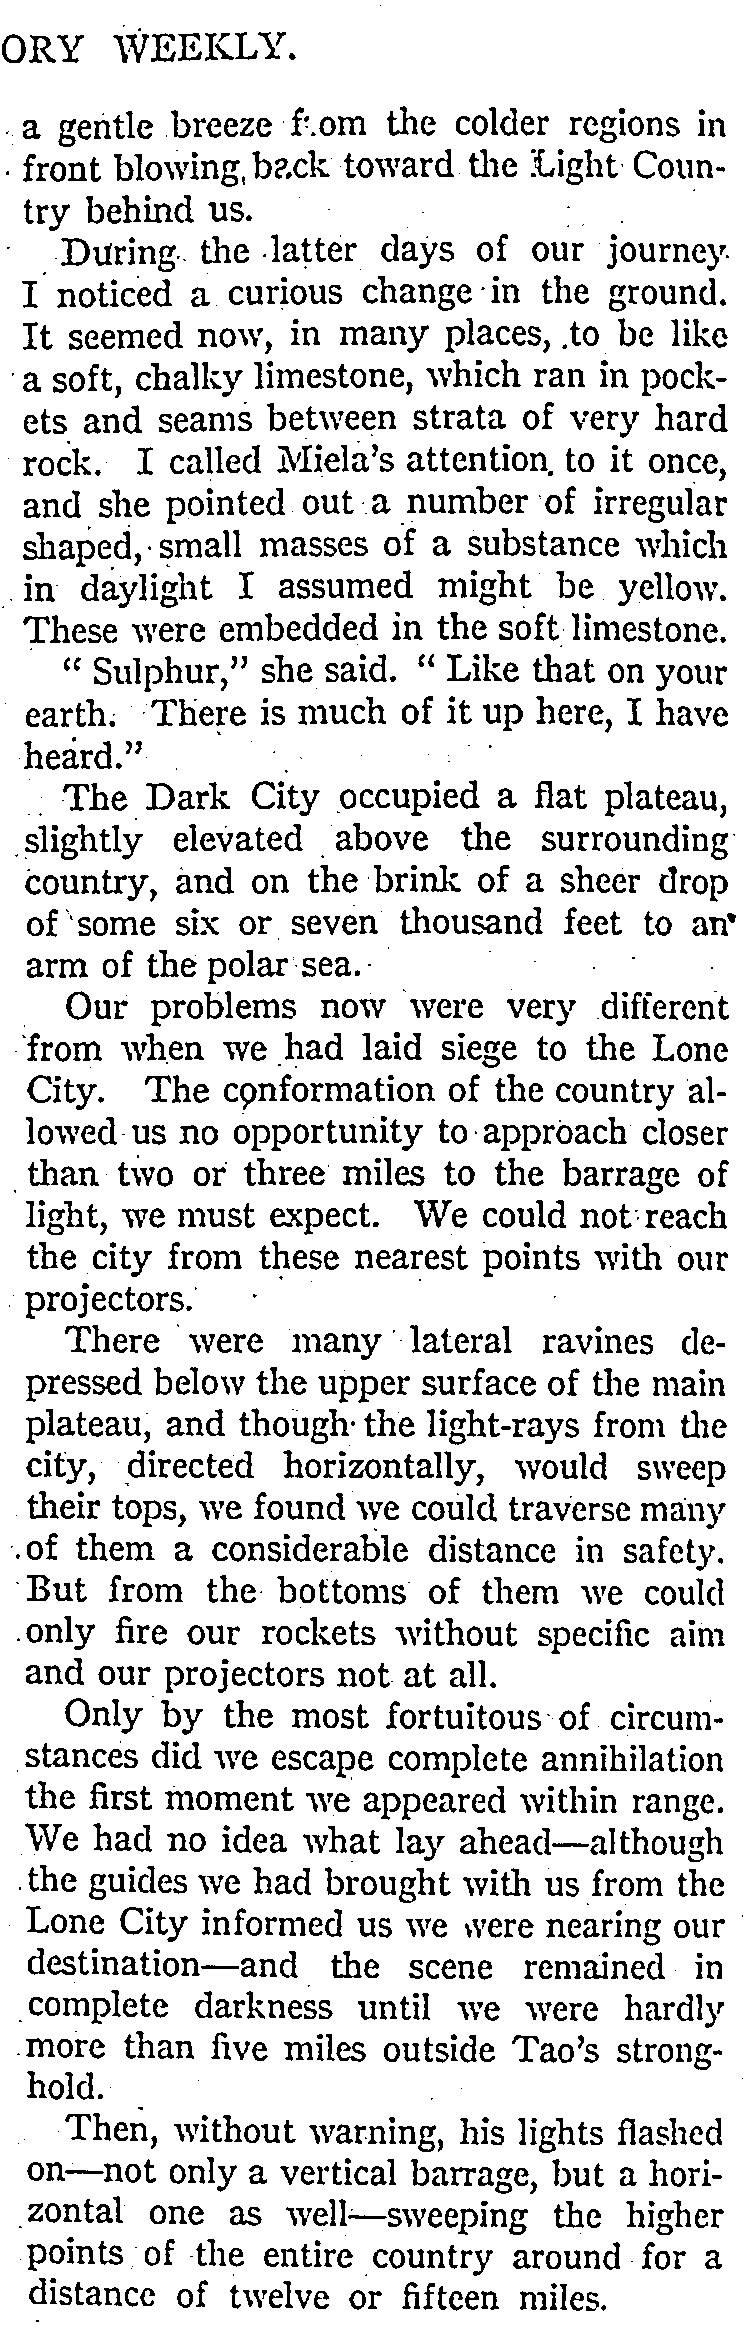 ORY WEEKLY.
a gentle breeze from the colder regions in
front blowing back toward the Light Coun-
try behind us.
During the latter days of our journey
I noticed a curious change in the ground.
It seemed now, in many places, to be like
a soft, chalky limestone, which ran in pock-
ets and seams between strata of very hard
rock. I called Miela's attention to it once,
and she pointed out a number of irregular
shaped, small masses of a substance which
in daylight I assumed might be yellow.
These were embedded in the soft limestone.
" Sulphur," she said. " Like that on your
earth. There is much of it up here, I have
heard."
The Dark City occupied a flat plateau,
slightly elevated above the surrounding
country, and on the brink of a sheer drop
of some six or seven thousand feet to an
arm of the polar sea.
Our problems now were very different
from when we had laid siege to the Lone
City. The conformation of the country al-
lowed us no opportunity to approach closer
than two or three miles to the barrage of
light, we must expect. We could not reach
the city from these nearest points with our
projectors.
There were many lateral ravines de-
pressed below the upper surface of the main
plateau, and though the light-rays from the
city, directed horizontally, would sweep
their tops, we found we could traverse many
of them a considerable distance in safety.
But from the bottoms of them we could
only fire our rockets without specific aim
and our projectors not at all.
Only by the most fortuitous of circum-
stances did we escape complete annihilation
the first moment we appeared within range.
We had no idea what lay ahead—although
the guides we had brought with us from the
Lone City informed us we were nearing our
destination—and the scene remained in
complete darkness until we were hardly
more than five miles outside Tao's strong-
hold.
Then, without warning, his lights flashed
on—not only a vertical barrage, but a hori-
zontal one as well—sweeping the higher
points of the entire country around for a
distance of twelve or fifteen miles.